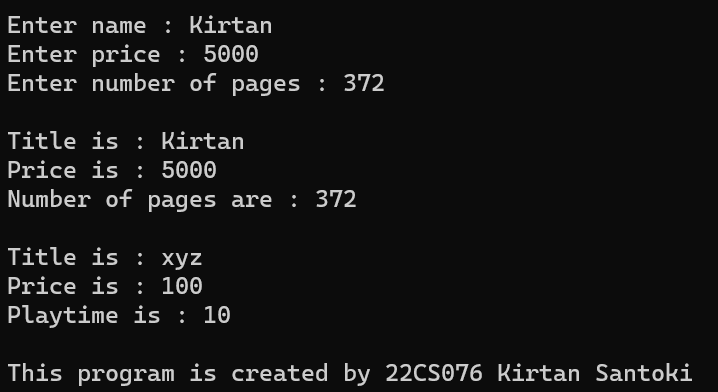 Enter name : Kirtan
Enter price : 5000
Enter number of pages : 372
Title is : Kirtan
Price is : 5000
Number of pages are : 372
Title is : xyz
Price is : 100
Playtime is : 10
This program is created by 22CS076 Kirtan Santoki